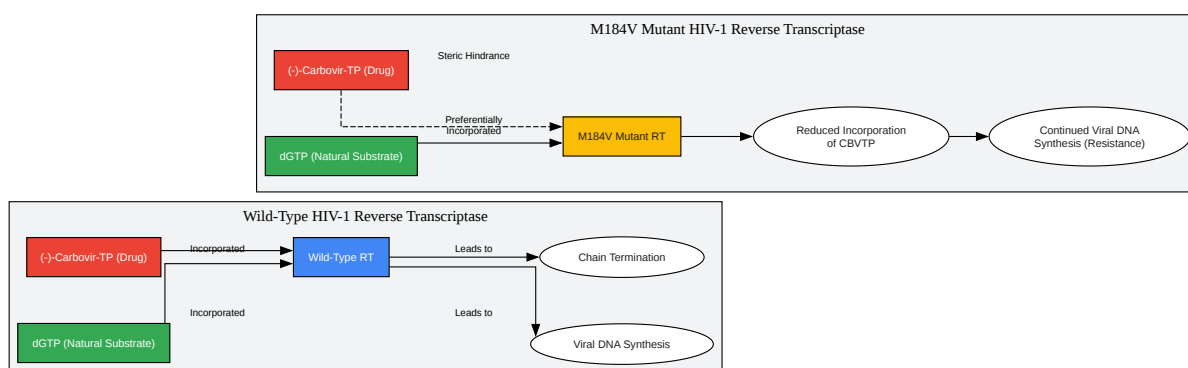 M184V Mutant HIV-1 Reverse Transcriptase
Steric Hindrance
(-)-Carbovir-TP (Drug)
Preferentially
Incorporated
dGTP (Natural Substrate)
M184V Mutant RT
Reduced Incorporation
of CBVTP
Continued Viral DNA
Synthesis (Resistance)
Wild-Type HIV-1 Reverse Transcriptase
(-)-Carbovir-TP (Drug)
Incorporated
Wild-Type RT
Leads to
Chain Termination
dGTP (Natural Substrate)
Incorporated
Leads to
Viral DNA Synthesis